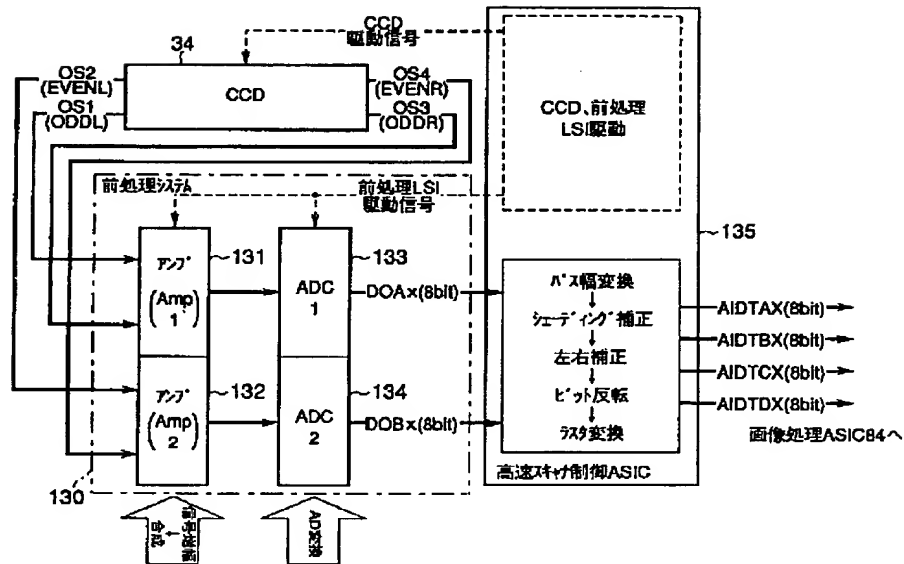 CCD
駆動信号
34
OS2
(EVENL)
OS1
(ODDL)
CCD
OS4
(EVENR)
OS3
(ODDR)
CCD、前処理
LSI駆動
前処理システム
前処理LSI
駆動信号
135
アンプ
(Amp 1)
131
ADC
1
133
DOAx(8bit)
アンプ
(Amp 2)
132
ADC
2
134
DOBx(8bit)
バス幅変換
シェーディング補正
左右補正
ビット反転
ラスタ変換
高速スキャナ制御ASIC
AIDTAX(8bit)
AIDTBX(8bit)
AIDTCX(8bit)
AIDTDX(8bit)
画像処理ASIC84へ
130
信号増幅
↓
合成
AD変換